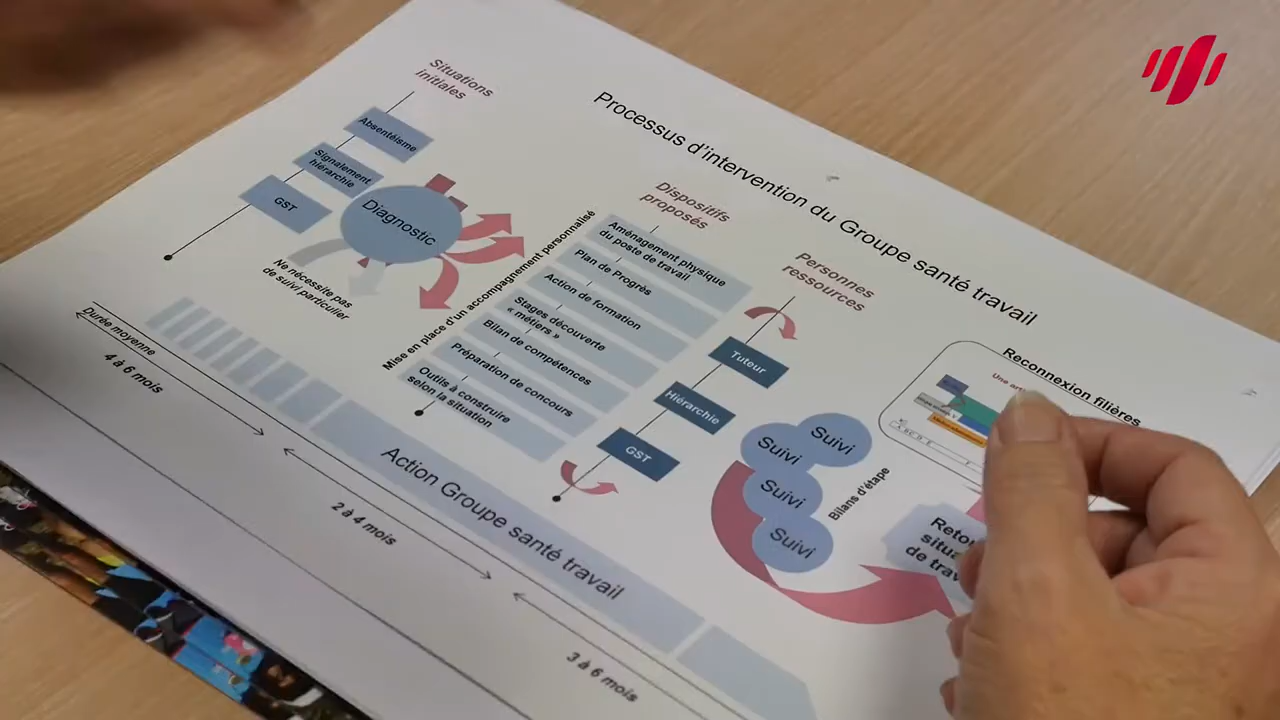 Processus d'intervention du Groupe santé travail
Situations
initiales
Absentéisme
Signalement
hiérarchie
GST
Diagnostic
Ne nécessite pas
de suivi particulier
Mise en place d'un accompagnement personnalisé
Dispositifs
proposés
Aménagement physique
du poste de travail
Plan de Progrès
Action de formation
Stages découverte
« métiers »
Bilan de compétences
Préparation de concours
Outils à construire
selon la situation
Personnes
ressources
Tuteur
Hiérarchie
GST
Suivi
Suivi
Suivi
Suivi
Bilans d'étape
Reconnexion filières
Une
de
Durée moyenne
4 à 6 mois
2 à 4 mois
3 à 6 mois
Action Groupe santé travail